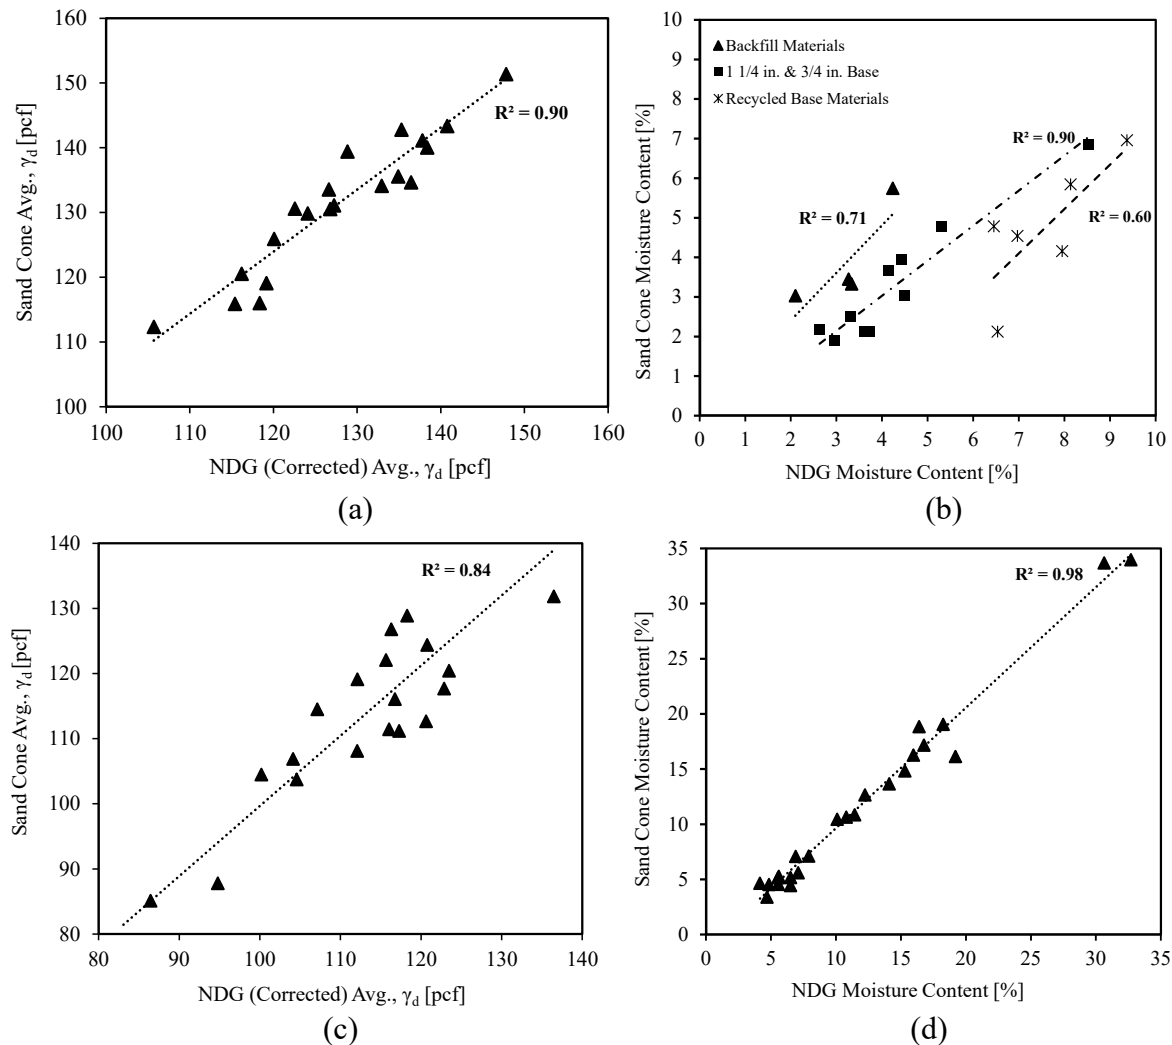 160
150
140
130
120
110
100
100 110 120 130 140 150 160
Sand Cone Avg., γd [pcf]
NDG (Corrected) Avg., γd [pcf]
R² = 0.90
(a)
10
9
8
7
6
5
4
3
2
1
0
0 1 2 3 4 5 6 7 8 9 10
Sand Cone Moisture Content [%]
NDG Moisture Content [%]
Backfill Materials
1 1/4 in. & 3/4 in. Base
Recycled Base Materials
R² = 0.90
R² = 0.71
R² = 0.60
(b)
140
130
120
110
100
90
80
80 90 100 110 120 130 140
Sand Cone Avg., γd [pcf]
NDG (Corrected) Avg., γd [pcf]
R² = 0.84
(c)
35
30
25
20
15
10
5
0
0 5 10 15 20 25 30 35
Sand Cone Moisture Content [%]
NDG Moisture Content [%]
R² = 0.98
(d)